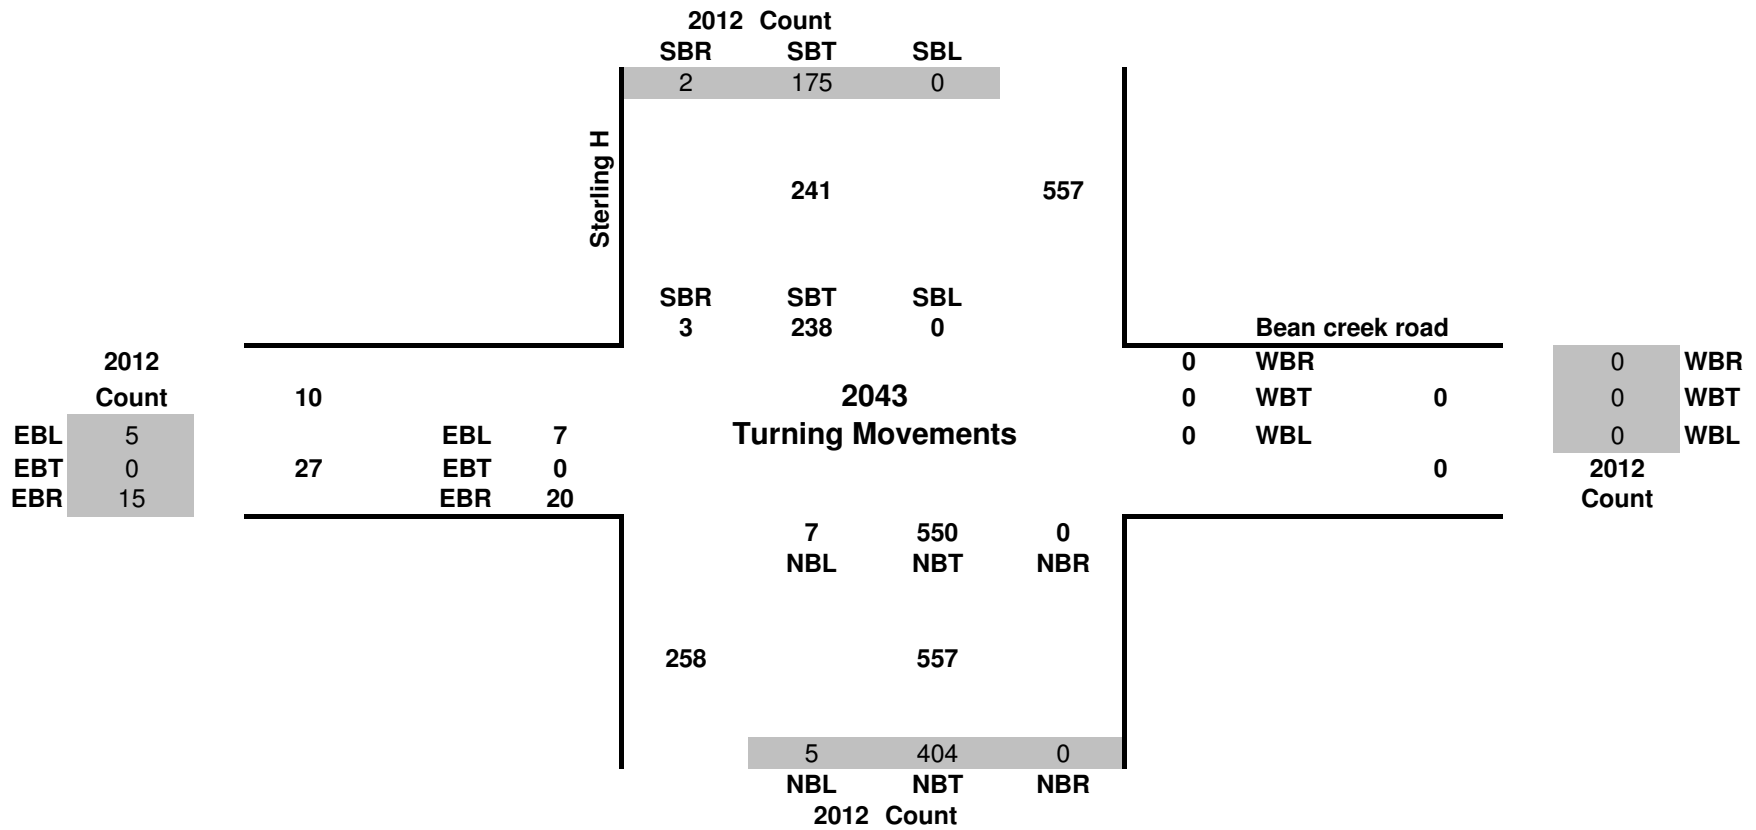 2012 Count
SBR SBT SBL
2 175 0
Sterling H
241 557
SBR SBT SBL
3 238 0
Bean creek road
2012
Count
10
EBL 5
EBT 0
EBR 15
27
EBL 7
EBT 0
EBR 20
2043
Turning Movements
0 WBR
0 WBT 0
0 WBL
0
0 WBR
0 WBT
0 WBL
2012
Count
7 550 0
NBL NBT NBR
258 557
5 404 0
NBL NBT NBR
2012 Count